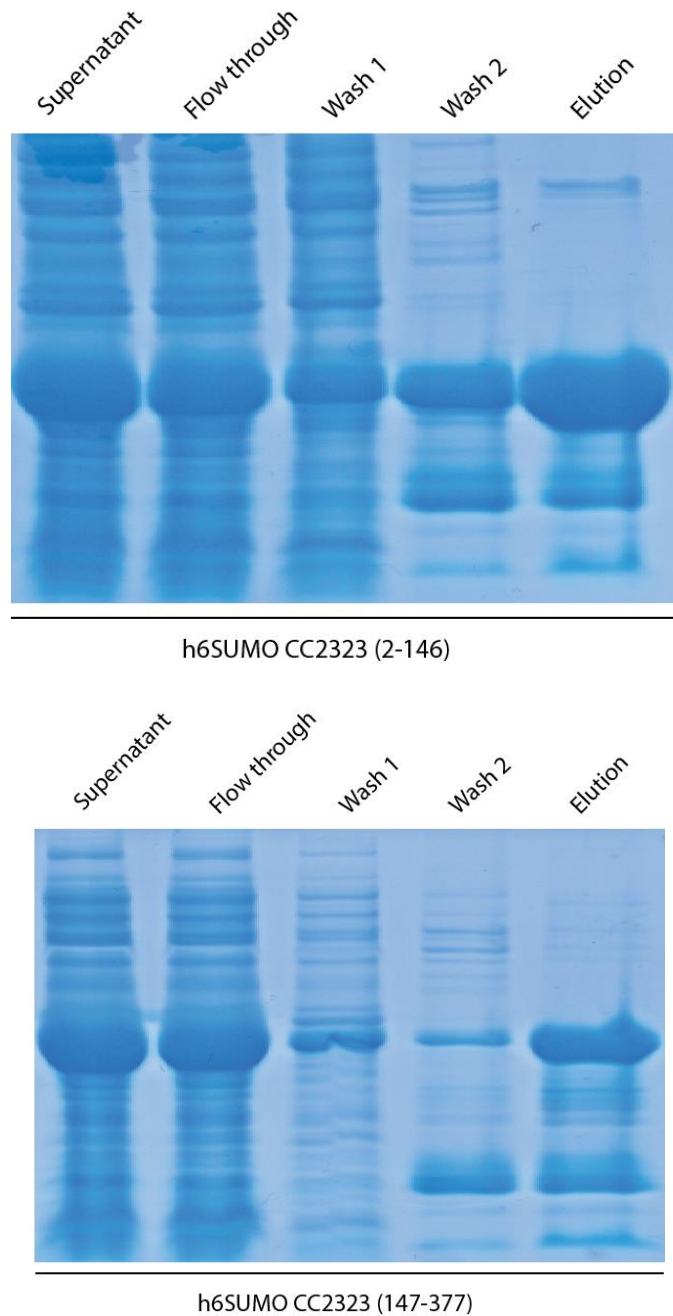 Supernatant Flow through Wash 1 Wash 2 Elution
h6SUMO CC2323 (2-146)
Supernatant Flow through Wash 1 Wash 2 Elution
h6SUMO CC2323 (147-377)